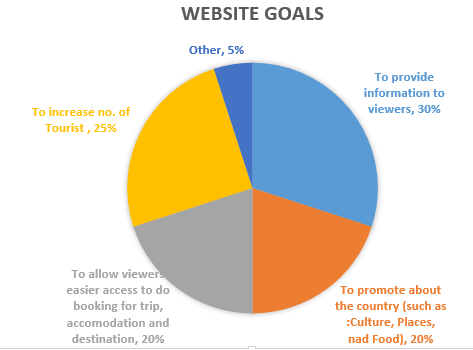 WEBSITE GOALS
Other, 5%
To provide
information to
viewers, 30%
To increase no. of
Tourist , 25%
To allow viewers
easier access to do
booking for trip,
accomodation and
destination, 20%
To promote about
the country (such as
:Culture, Places,
nad Food), 20%